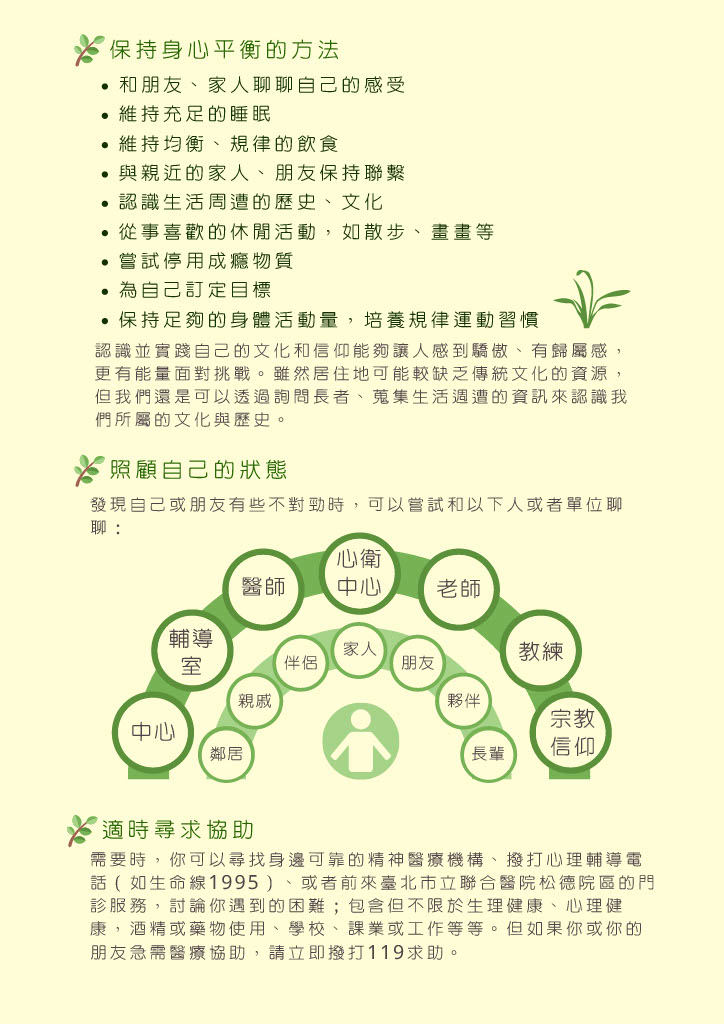 保持身心平衡的方法
• 和朋友、家人聊聊自己的感受
• 維持充足的睡眠
• 維持均衡、規律的飲食
• 與親近的家人、朋友保持聯繫
• 認識生活周遭的歷史、文化
• 從事喜歡的休閒活動，如散步、畫畫等
• 嘗試停用成癮物質
• 為自己訂定目標
• 保持足夠的身體活動量，培養規律運動習慣
認識並實踐自己的文化和信仰能夠讓人感到驕傲、有歸屬感，
更有能量面對挑戰。雖然居住地可能較缺乏傳統文化的資源，
但我們還是可以透過詢問長者、蒐集生活週遭的資訊來認識我
們所屬的文化與歷史。
照顧自己的狀態
發現自己或朋友有些不對勁時，可以嘗試和以下人或者單位聊
聊：
中心
輔導
室
醫師
心衛
中心
老師
教練
宗教
信仰
鄰居
親戚
伴侶
家人
朋友
夥伴
長輩
適時尋求協助
需要時，你可以尋找身邊可靠的精神醫療機構、撥打心理輔導電
話（如生命線1995）、或者前來臺北市立聯合醫院松德院區的門
診服務，討論你遇到的困難；包含但不限於生理健康、心理健
康，酒精或藥物使用、學校、課業或工作等等。但如果你或你的
朋友急需醫療協助，請立即撥打119求助。